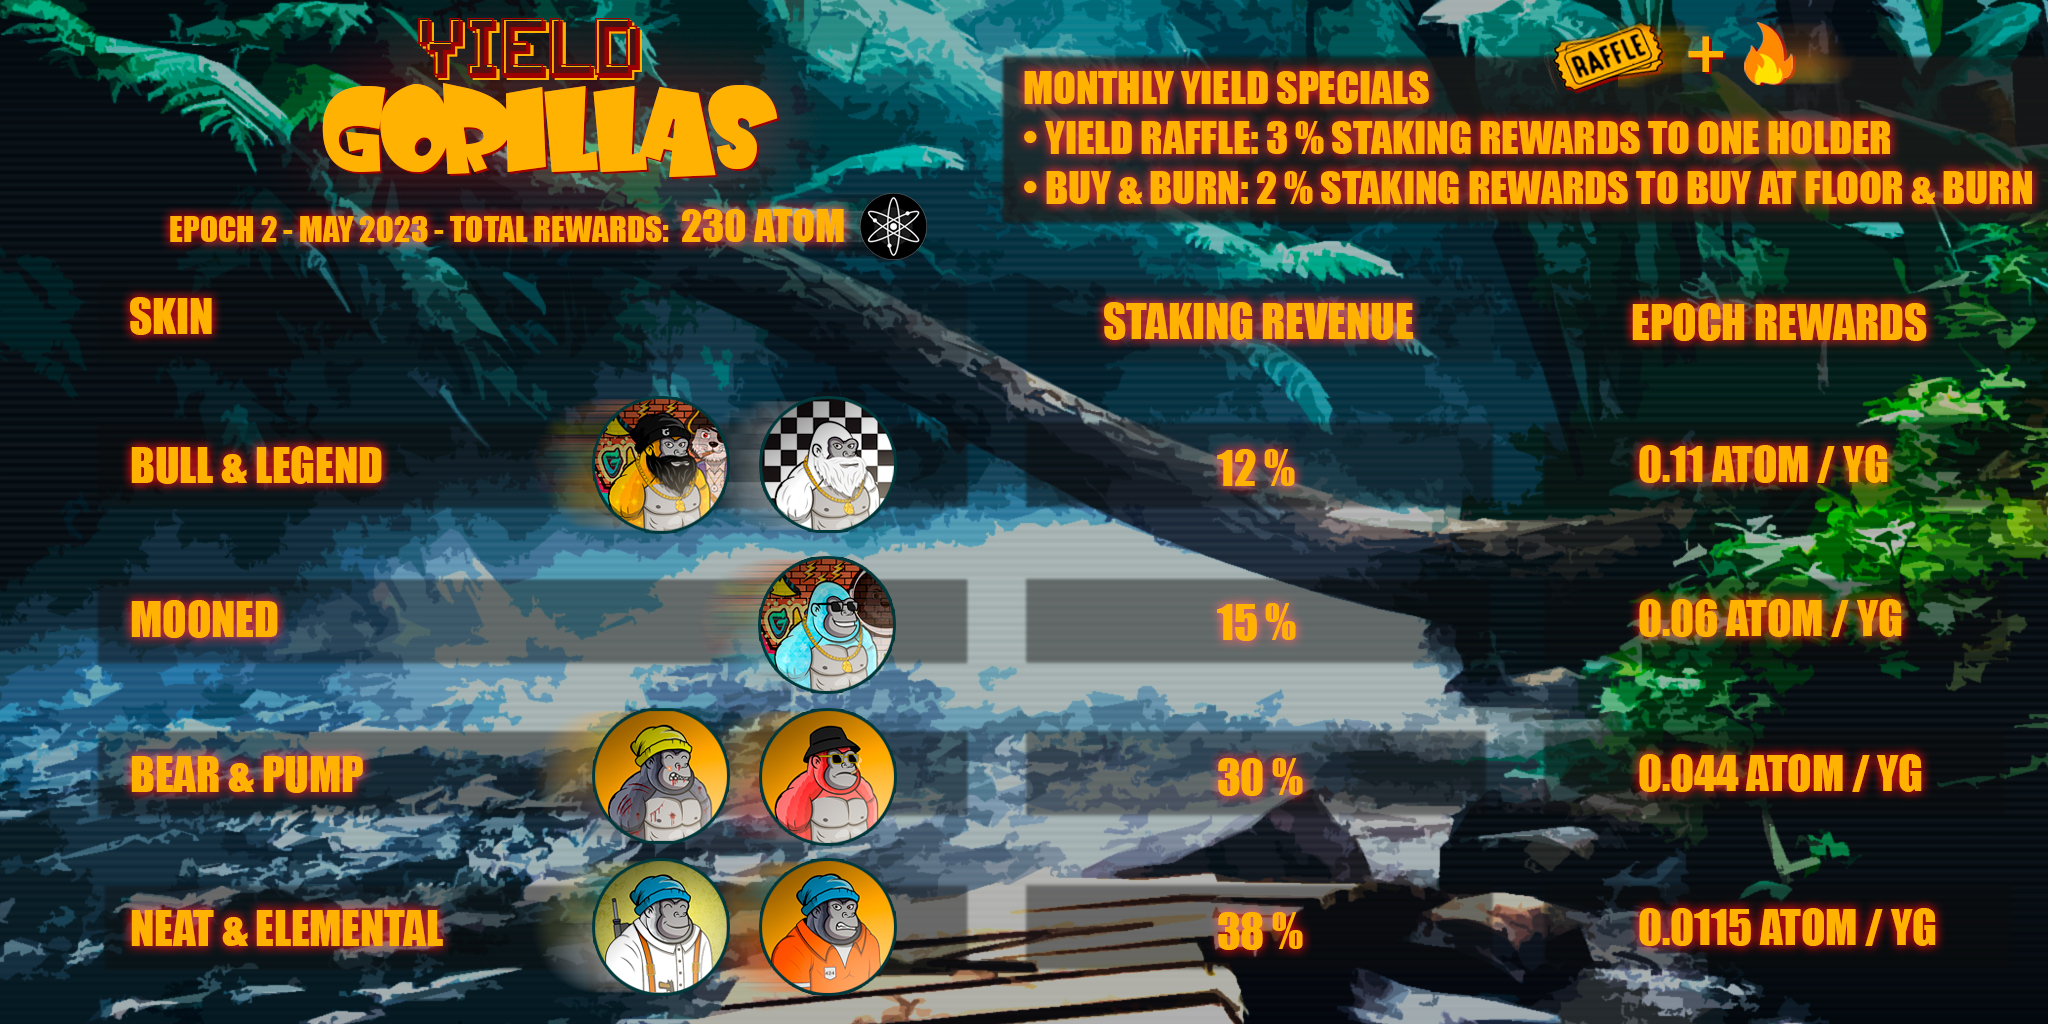 YIELD
GORILLAS
EPOCH 2 - MAY 2023 - TOTAL REWARDS: 230 ATOM
RAFFLE +
MONTHLY YIELD SPECIALS
• YIELD RAFFLE: 3 % STAKING REWARDS TO ONE HOLDER
• BUY & BURN: 2 % STAKING REWARDS TO BUY AT FLOOR & BURN
SKIN STAKING REVENUE EPOCH REWARDS
BULL & LEGEND 12 % 0.11 ATOM / YG
MOONED 15 % 0.06 ATOM / YG
BEAR & PUMP 30 % 0.044 ATOM / YG
NEAT & ELEMENTAL 38 % 0.0115 ATOM / YG